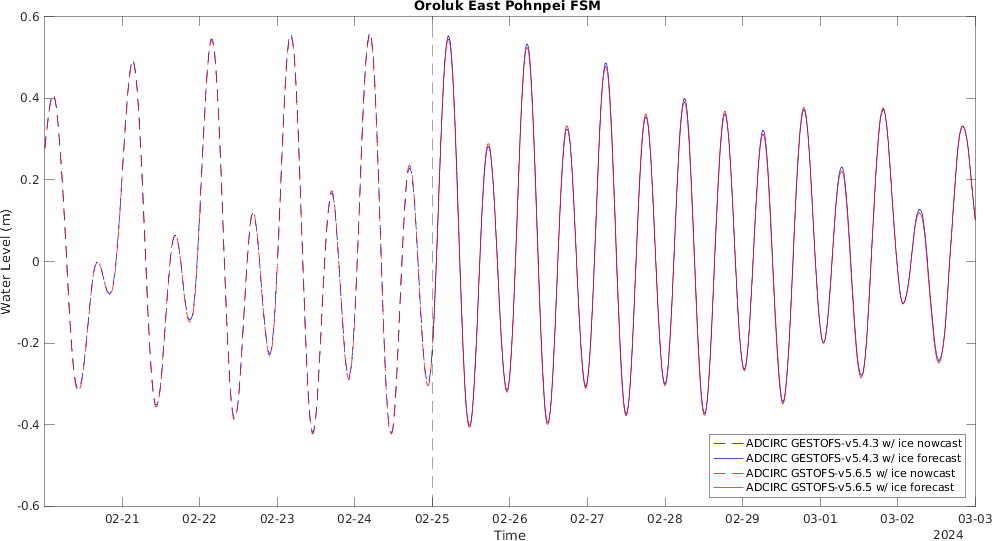 Oroluk East Pohnpei FSM
Water Level (m)
0.6
0.4
0.2
0
-0.2
-0.4
-0.6
ADCIRC GESTOFS-v5.4.3 w/ ice nowcast
ADCIRC GESTOFS-v5.4.3 w/ ice forecast
ADCIRC GSTOFS-v5.6.5 w/ ice nowcast
ADCIRC GSTOFS-v5.6.5 w/ ice forecast
02-21 02-22 02-23 02-24 02-25 02-26 02-27 02-28 02-29 03-01 03-02 03-03
Time
2024